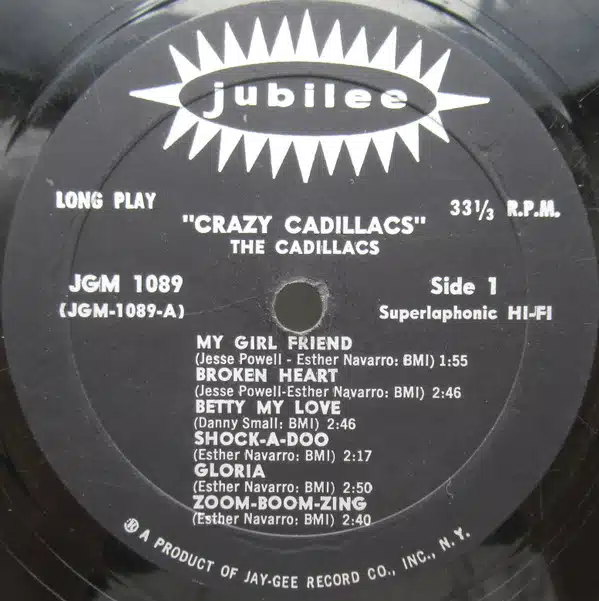 jubilee
LONG PLAY
33⅓ R.P.M.
"CRAZY CADILLACS"
THE CADILLACS
JGM 1089
(JGM-1089-A)
Side 1
Superlaphonic HI-FI
MY GIRL FRIEND
(Jesse Powell - Esther Navarro: BMI) 1:55
BROKEN HEART
(Jesse Powell-Esther Navarro: BMI) 2:46
BETTY MY LOVE
(Danny Small: BMI) 2:46
SHOCK-A-DOO
(Esther Navarro: BMI) 2:17
GLORIA
(Esther Navarro: BMI) 2:50
ZOOM-BOOM-ZING
(Esther Navarro: BMI) 2:40
® A PRODUCT OF JAY-GEE RECORD CO., INC., N. Y.